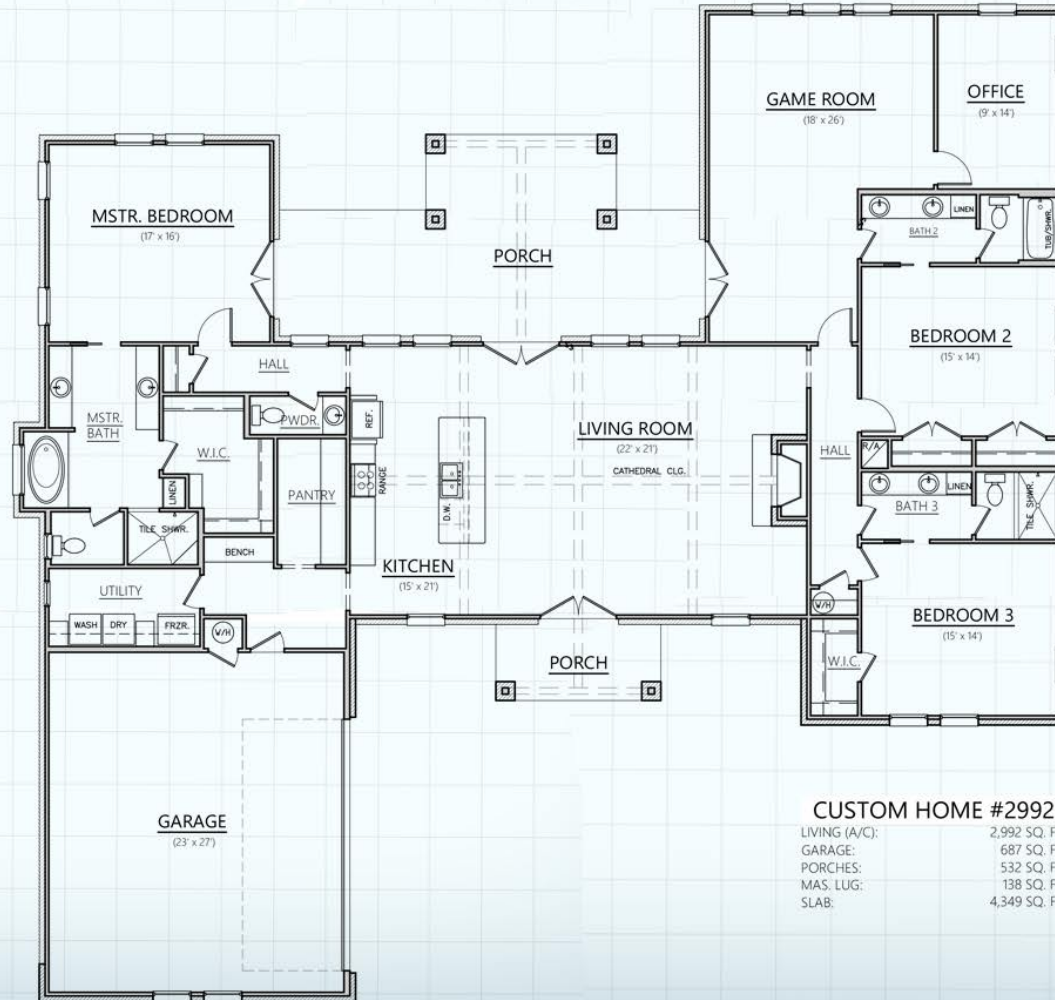 GAME ROOM
(18' x 26')
OFFICE
(9' x 14')
MSTR. BEDROOM
(17' x 16')
PORCH
LINEN
BATH 2
TUB/SHWR.
BEDROOM 2
(15' x 14')
HALL
MSTR.
BATH
PWDR.
REF.
W.I.C.
LIVING ROOM
(22' x 21')
CATHEDRAL CLG.
HALL
R/A
RANGE
LINEN
PANTRY
D.W.
LINEN
BATH 3
TILE SHWR.
TILE SHWR.
BENCH
KITCHEN
(15' x 21')
UTILITY
WASH
DRY
FRZR.
W/H
W/H
BEDROOM 3
(15' x 14')
PORCH
W.I.C.
GARAGE
(23' x 27')
CUSTOM HOME #2992
LIVING (A/C): 2,992 SQ. F
GARAGE: 687 SQ. F
PORCHES: 532 SQ. F
MAS. LUG: 138 SQ. F
SLAB: 4,349 SQ. F